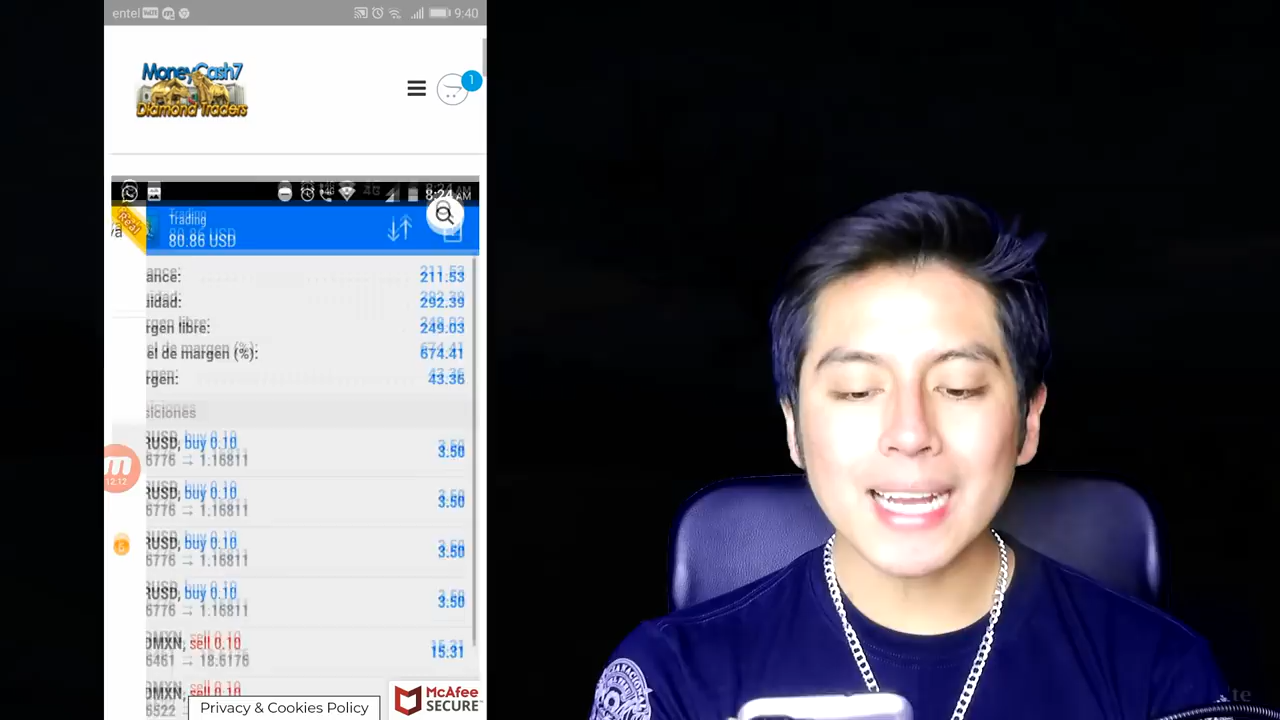 entel 9:40
MoneyCash7
Diamond Traders
1
8:24 AM
Real
Trading
80.86 USD
ance: 211.53
uidad: 292.39
rgen libre: 249.03
el de margen (%): 674.41
rgen: 43.36
siciones
RUSD, buy 0.10 3.50
6776 → 1.16811
RUSD, buy 0.10 3.50
6776 → 1.16811
RUSD, buy 0.10 3.50
6776 → 1.16811
RUSD, buy 0.10 3.50
6776 → 1.16811
DMXN, sell 0.10 15.31
6461 → 18.6176
DMXN, sell 0.10
6522
12.12
Privacy & Cookies Policy
McAfee
SECURE